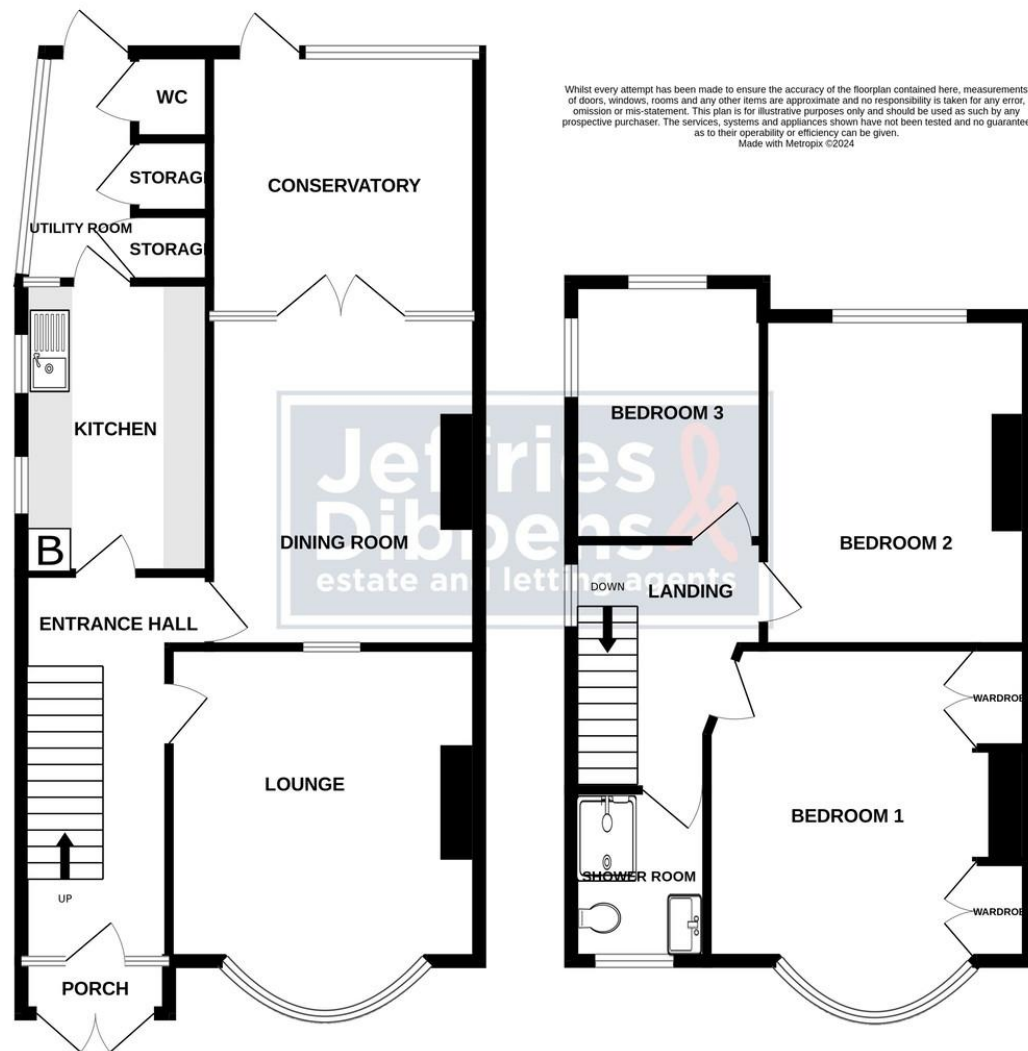 WC
STORAGE
CONSERVATORY
UTILITY ROOM
STORAGE
KITCHEN
B
DINING ROOM
ENTRANCE HALL
LOUNGE
UP
PORCH
Whilst every attempt has been made to ensure the accuracy of the floorplan contained here, measurements
of doors, windows, rooms and any other items are approximate and no responsibility is taken for any error,
omission or mis-statement. This plan is for illustrative purposes only and should be used as such by any
prospective purchaser. The services, systems and appliances shown have not been tested and no guarantee
as to their operability or efficiency can be given.
Made with Metropix ©2024
BEDROOM 3
BEDROOM 2
DOWN
LANDING
WARDROBE
BEDROOM 1
SHOWER ROOM
WARDROBE
Jeffries &
Dibbens
estate and letting agents